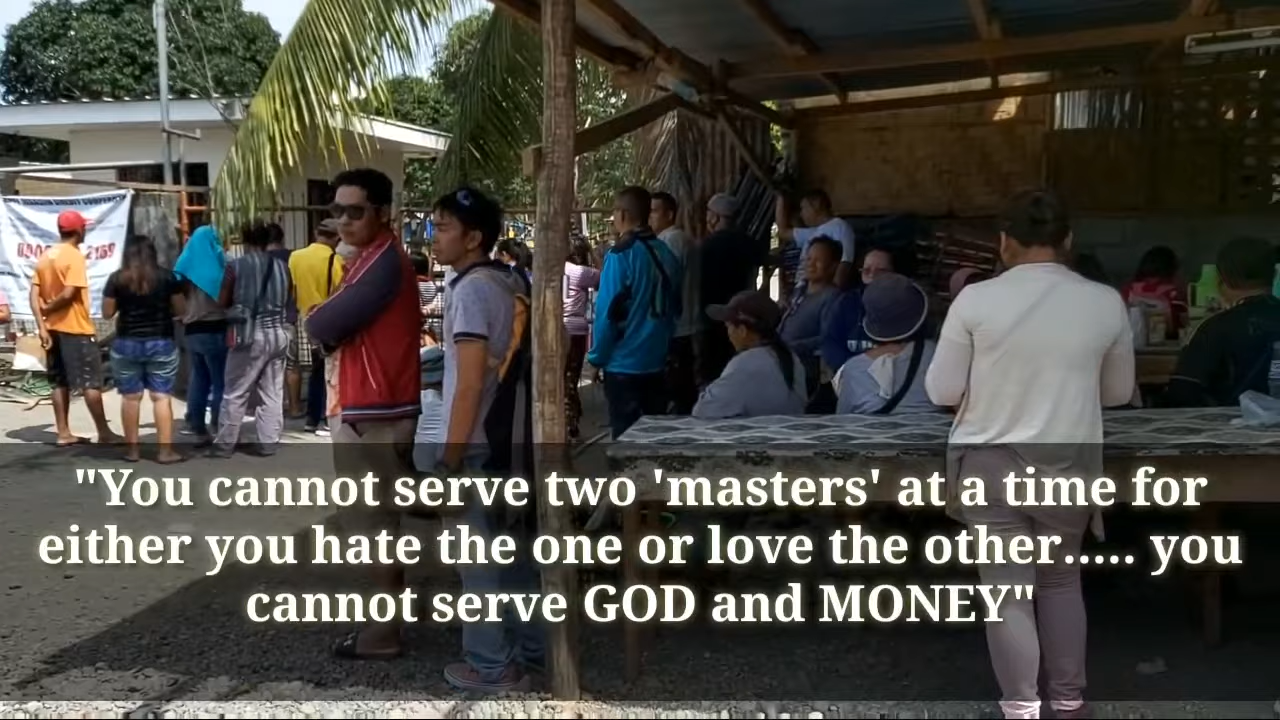 "You cannot serve two 'masters' at a time for
either you hate the one or love the other..... you
cannot serve GOD and MONEY"